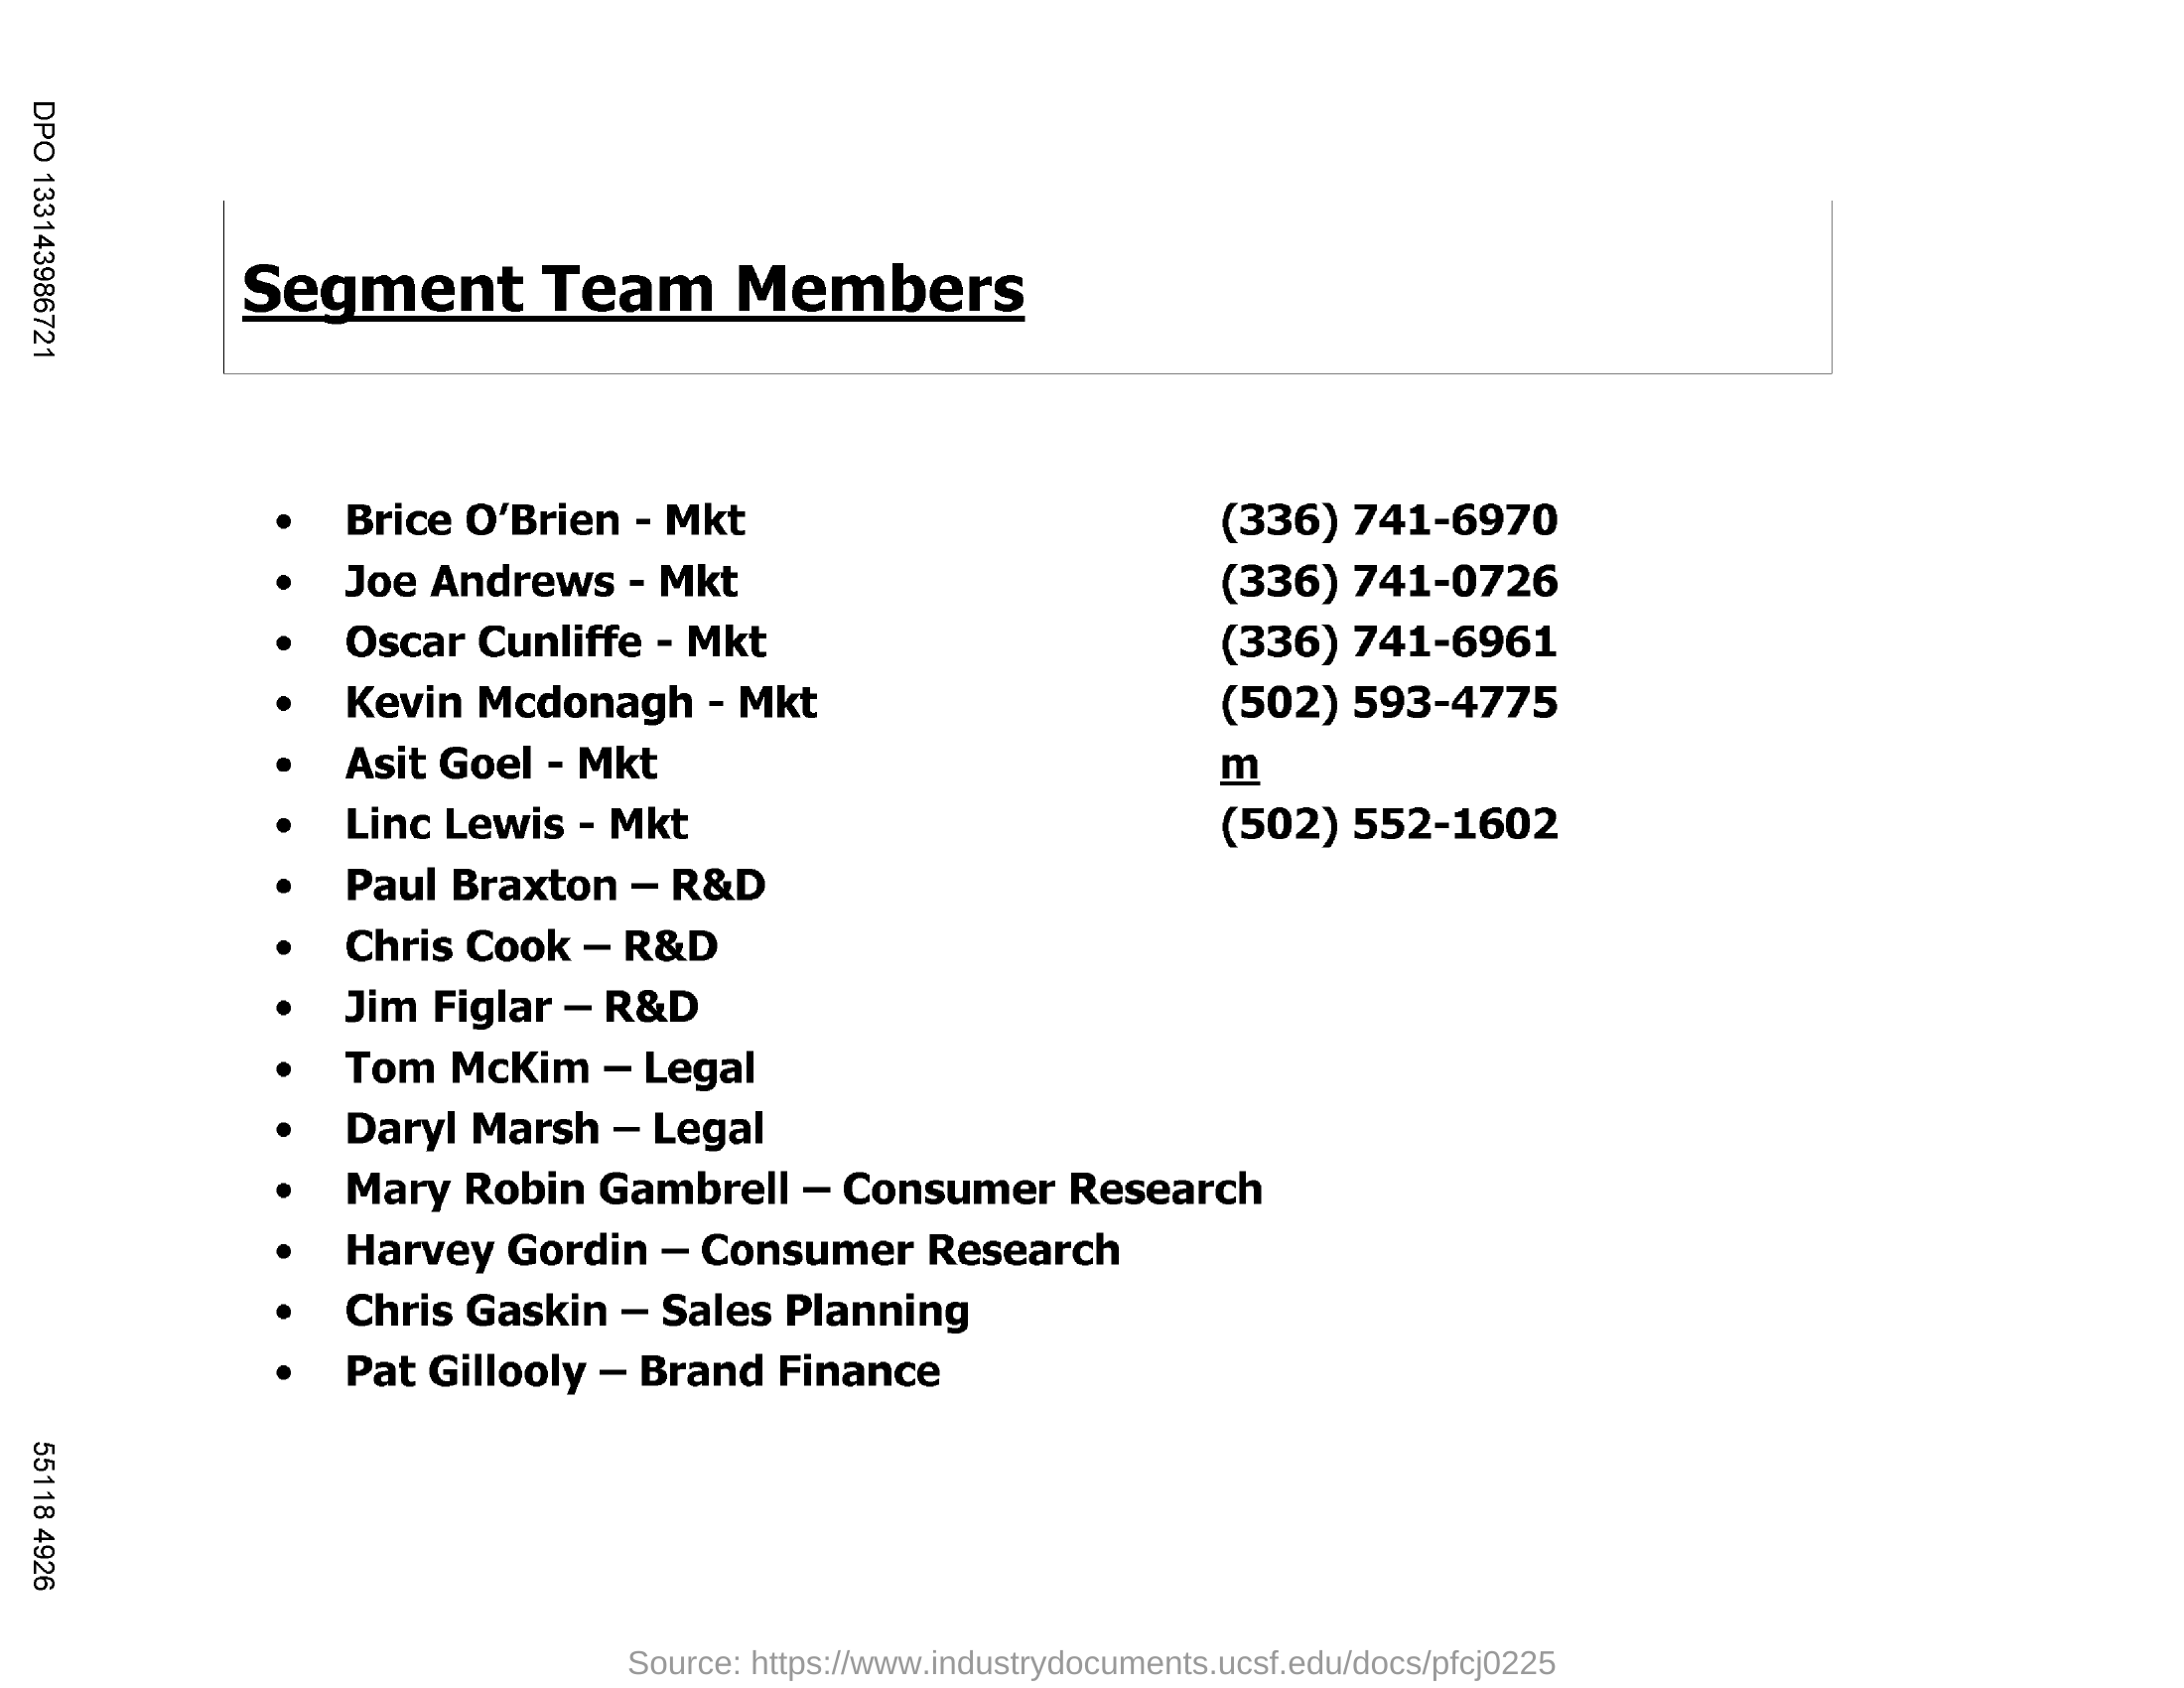 DPO 133143986721
Segment Team Members
• Brice O’Brien - Mkt (336) 741-6970
• Joe Andrews - Mkt (336) 741-0726
• Oscar Cunliffe - Mkt (336) 741-6961
• Kevin Mcdonagh - Mkt (502) 593-4775
• Asit Goel - Mkt m
• Linc Lewis - Mkt (502) 552-1602
• Paul Braxton – R&D
• Chris Cook – R&D
• Jim Figlar – R&D
• Tom McKim – Legal
• Daryl Marsh – Legal
• Mary Robin Gambrell – Consumer Research
• Harvey Gordin – Consumer Research
• Chris Gaskin – Sales Planning
• Pat Gillooly – Brand Finance
55118 4926
Source: https://www.industrydocuments.ucsf.edu/docs/pfcj0225